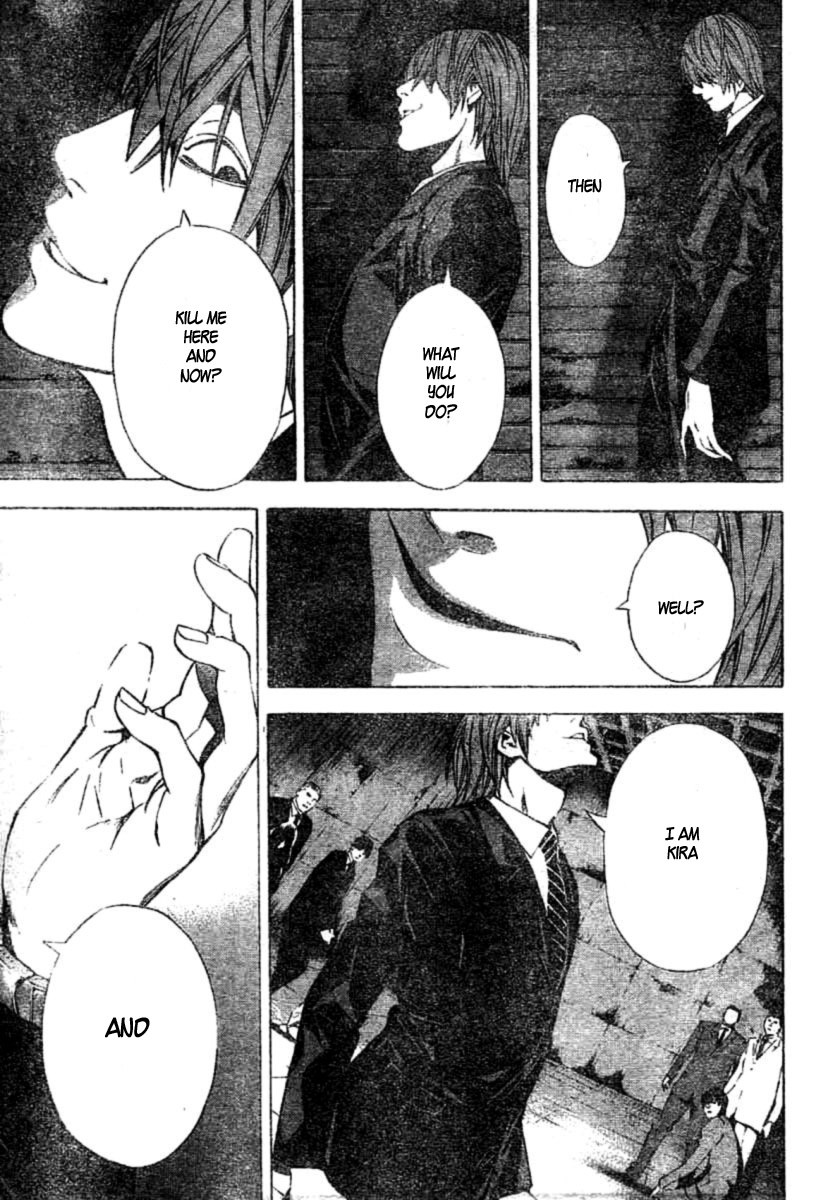 THEN
WHAT
WILL
YOU
DO?
KILL ME
HERE
AND
NOW?
WELL?
I AM
KIRA
AND